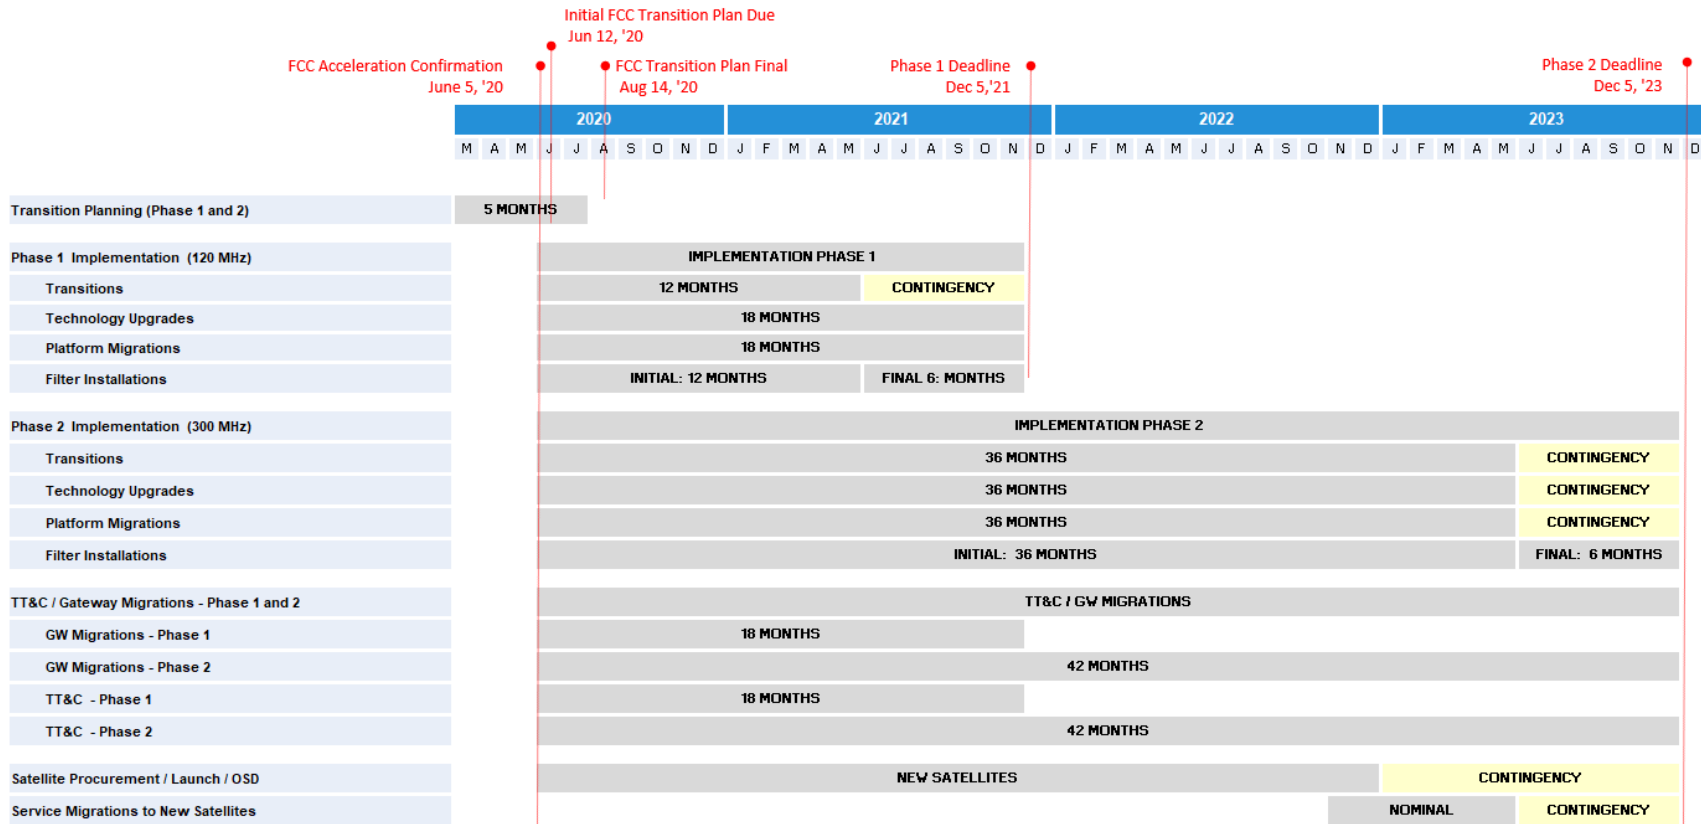 Initial FCC Transition Plan Due
Jun 12, '20
FCC Acceleration Confirmation
June 5, '20
FCC Transition Plan Final
Aug 14, '20
Phase 1 Deadline
Dec 5,'21
Phase 2 Deadline
Dec 5, '23
2020 2021 2022 2023
M A M J J A S O N D J F M A M J J A S O N D J F M A M J J A S O N D J F M A M J J A S O N D
Transition Planning (Phase 1 and 2) 5 MONTHS
Phase 1 Implementation (120 MHz) IMPLEMENTATION PHASE 1
Transitions 12 MONTHS CONTINGENCY
Technology Upgrades 18 MONTHS
Platform Migrations 18 MONTHS
Filter Installations INITIAL: 12 MONTHS FINAL 6: MONTHS
Phase 2 Implementation (300 MHz) IMPLEMENTATION PHASE 2
Transitions 36 MONTHS CONTINGENCY
Technology Upgrades 36 MONTHS CONTINGENCY
Platform Migrations 36 MONTHS CONTINGENCY
Filter Installations INITIAL: 36 MONTHS FINAL: 6 MONTHS
TT&C / Gateway Migrations - Phase 1 and 2 TT&C / GW MIGRATIONS
GW Migrations - Phase 1 18 MONTHS
GW Migrations - Phase 2 42 MONTHS
TT&C - Phase 1 18 MONTHS
TT&C - Phase 2 42 MONTHS
Satellite Procurement / Launch / OSD NEW SATELLITES CONTINGENCY
Service Migrations to New Satellites NOMINAL CONTINGENCY